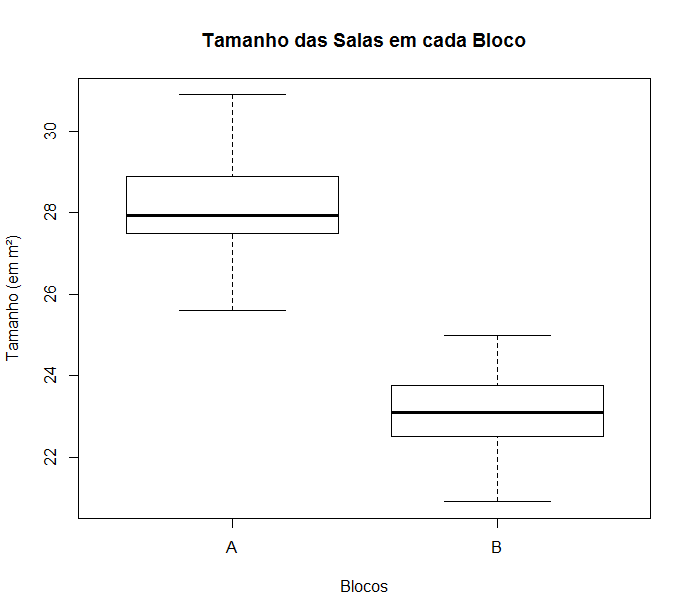 Tamanho das Salas em cada Bloco
Tamanho (em m²)
30
28
26
24
22
A B
Blocos